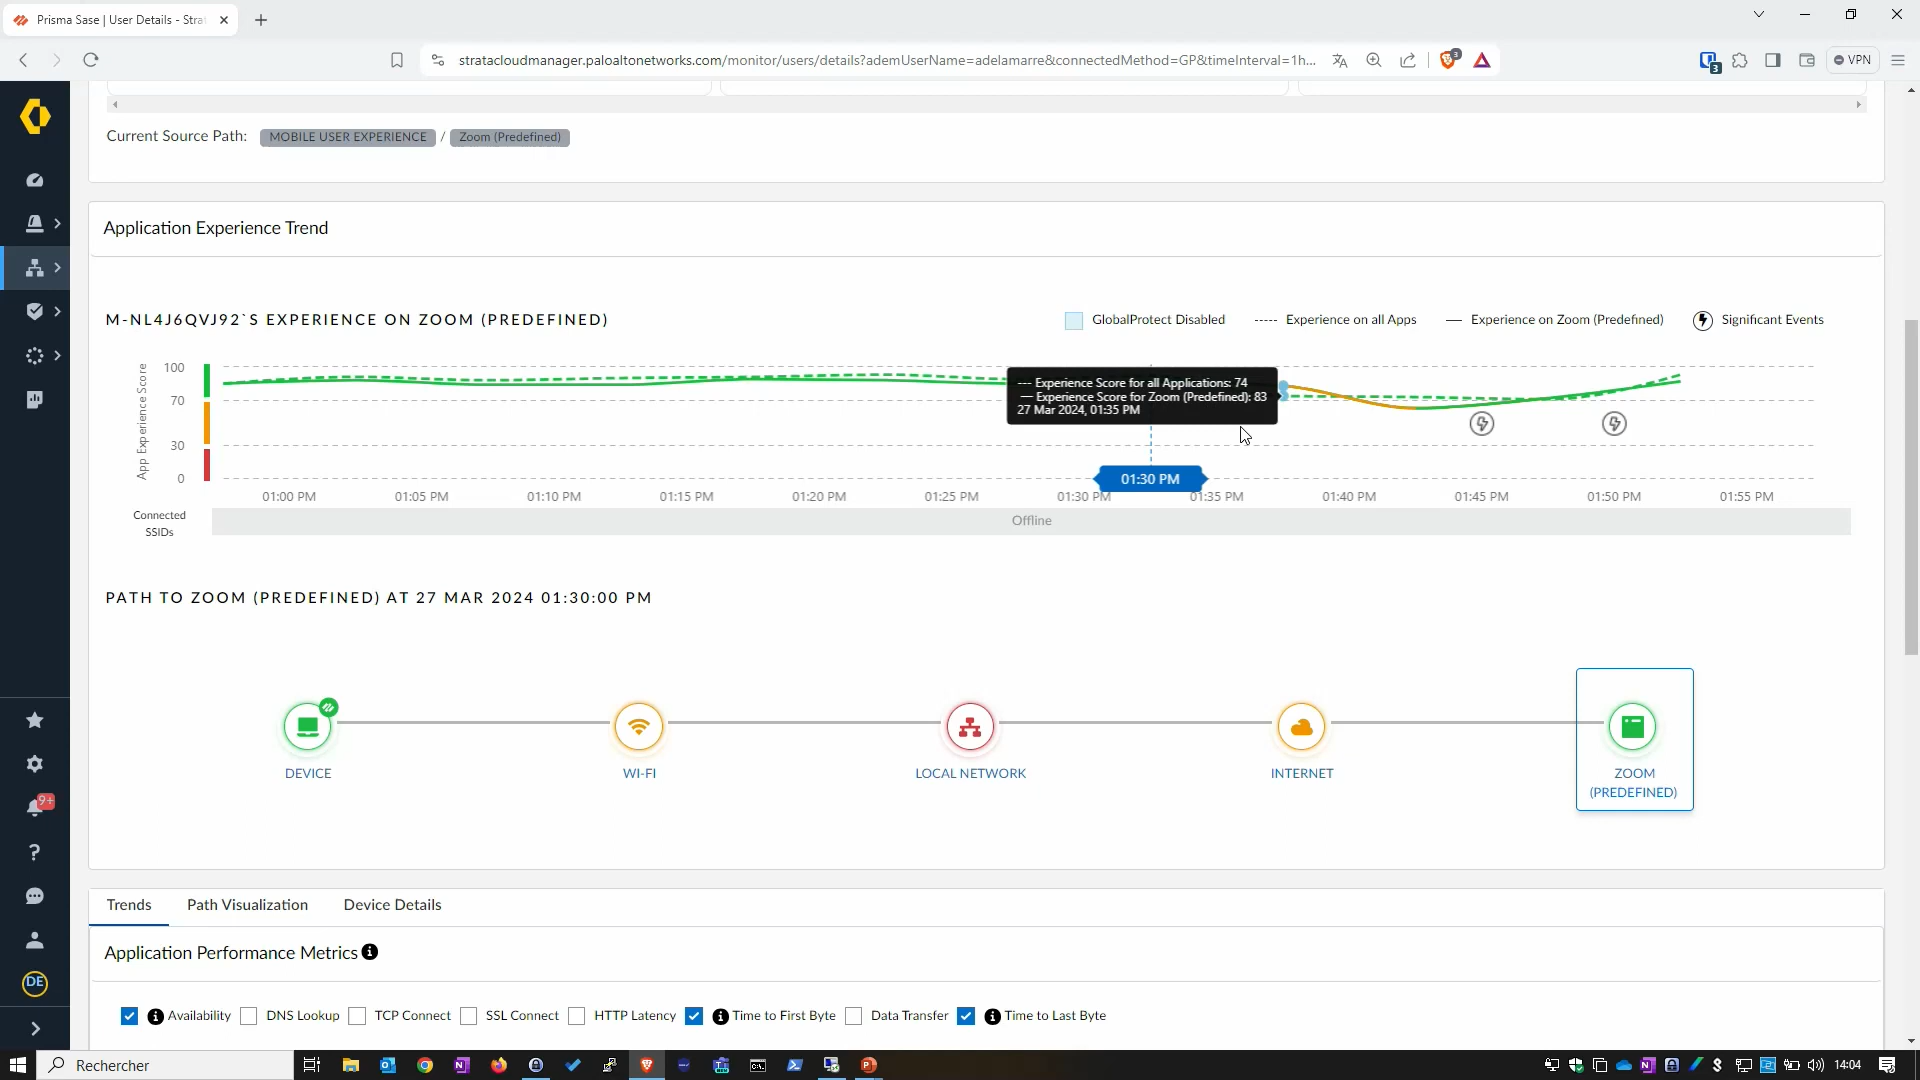 Prisma Sase | User Details - Stra
stratacloudmanager.paloaltonetworks.com/monitor/users/details?ademUserName=adelamarre&connectedMethod=GP&timeInterval=1h...
3
3
VPN
Current Source Path: MOBILE USER EXPERIENCE / Zoom (Predefined)
Application Experience Trend
M-NL4J6QVJ92`S EXPERIENCE ON ZOOM (PREDEFINED)
GlobalProtect Disabled
----- Experience on all Apps
— Experience on Zoom (Predefined)
Significant Events
App Experience Score
100
70
30
0
--- Experience Score for all Applications: 74
— Experience Score for Zoom (Predefined): 83
27 Mar 2024, 01:35 PM
01:30 PM
01:00 PM 01:05 PM 01:10 PM 01:15 PM 01:20 PM 01:25 PM 01:30 PM 01:35 PM 01:40 PM 01:45 PM 01:50 PM 01:55 PM
Connected
SSIDs
Offline
PATH TO ZOOM (PREDEFINED) AT 27 MAR 2024 01:30:00 PM
DEVICE
WI-FI
LOCAL NETWORK
INTERNET
ZOOM
(PREDEFINED)
9+
DE
Trends Path Visualization Device Details
Application Performance Metrics
Availability DNS Lookup TCP Connect SSL Connect HTTP Latency Time to First Byte Data Transfer Time to Last Byte
Rechercher
14:04